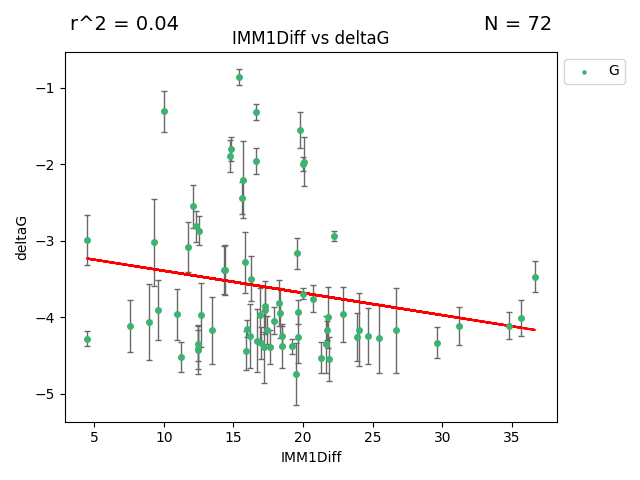 r^2 = 0.04
N = 72
IMM1Diff vs deltaG
G
−1
−2
−3
−4
−5
deltaG
5 10 15 20 25 30 35
IMM1Diff